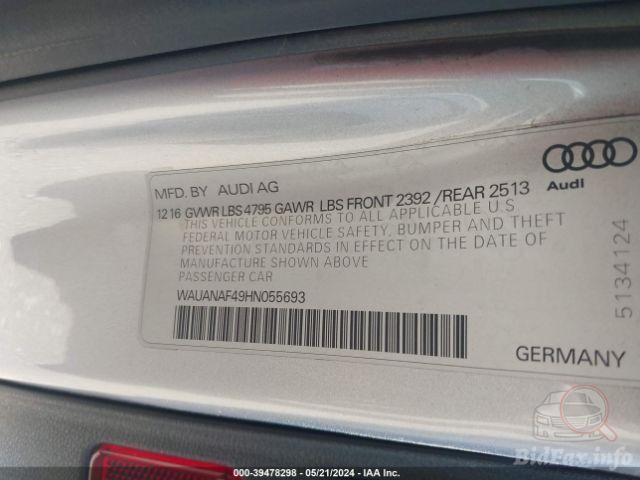 MFD. BY AUDI AG
12 16 GVWR LBS 4795 GAWR LBS FRONT 2392 /REAR 2513
THIS VEHICLE CONFORMS TO ALL APPLICABLE U.S.
FEDERAL MOTOR VEHICLE SAFETY, BUMPER AND THEFT
PREVENTION STANDARDS IN EFFECT ON THE DATE OF
MANUFACTURE SHOWN ABOVE
PASSENGER CAR
WAUANAF49HN055693
Audi
5134124
GERMANY
BidFax.info
000-39478298 - 05/21/2024 - IAA Inc.